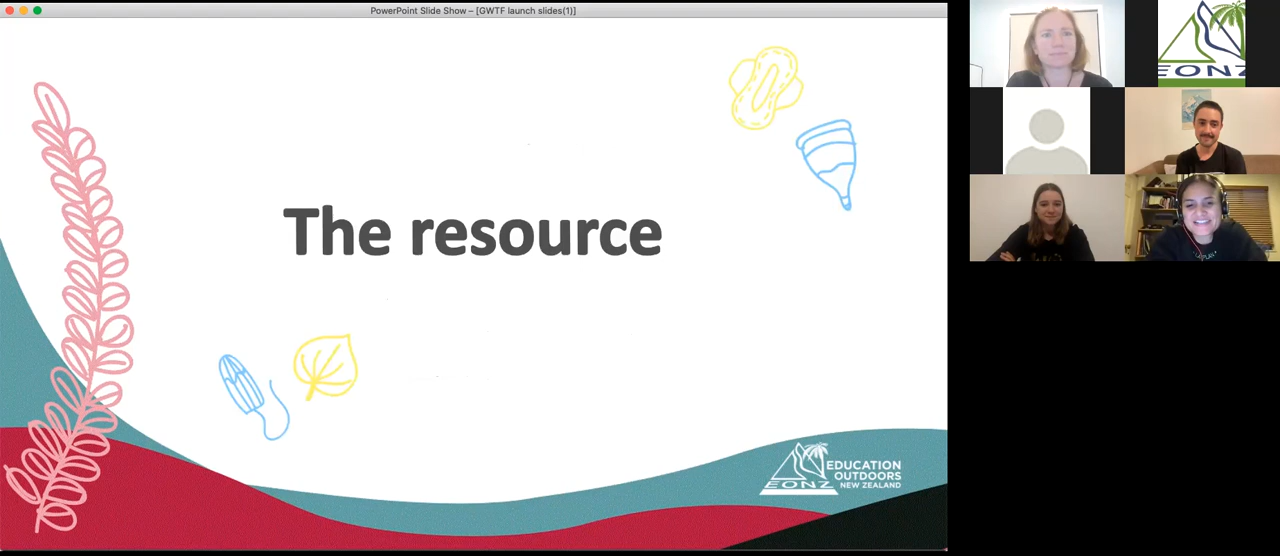 PowerPoint Slide Show – [GWTF launch slides(1)]
The resource
EONZ
EDUCATION
OUTDOORS
NEW ZEALAND
EONZ